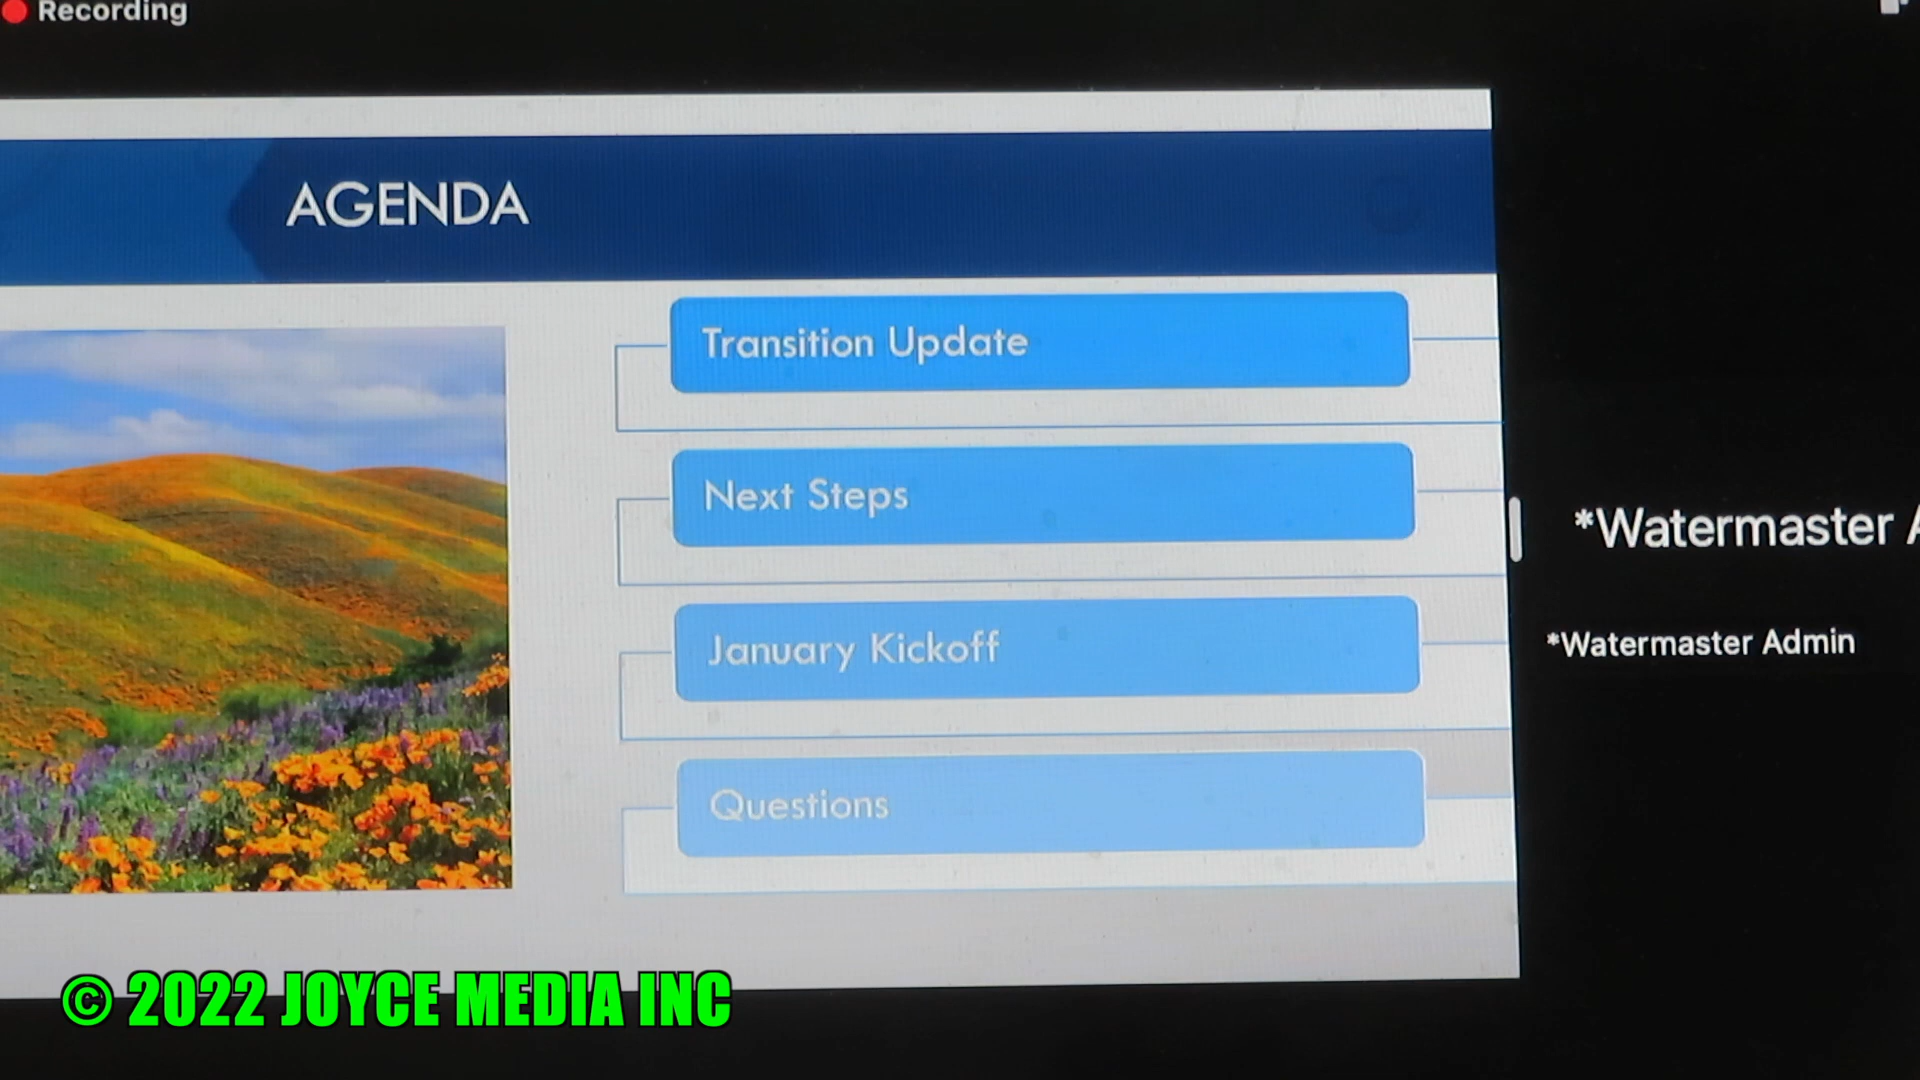 Recording
AGENDA
Transition Update
Next Steps
January Kickoff
Questions
*Watermaster
*Watermaster Admin
© 2022 JOYCE MEDIA INC